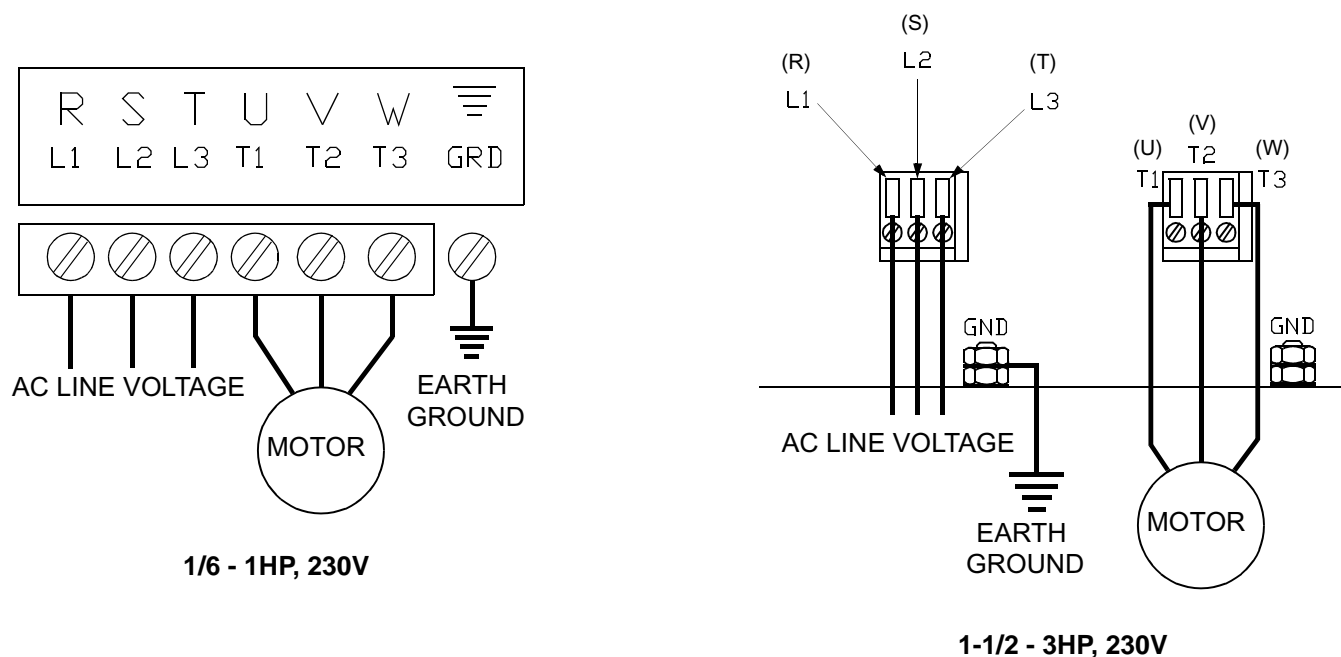 R S T U V W
L1 L2 L3 T1 T2 T3 GRD
AC LINE VOLTAGE
EARTH
GROUND
MOTOR
1/6 - 1HP, 230V
(S)
L2
(R)
L1
(T)
L3
(V)
T2
(U)
T1
(W)
T3
GND
GND
AC LINE VOLTAGE
EARTH
GROUND
MOTOR
1-1/2 - 3HP, 230V